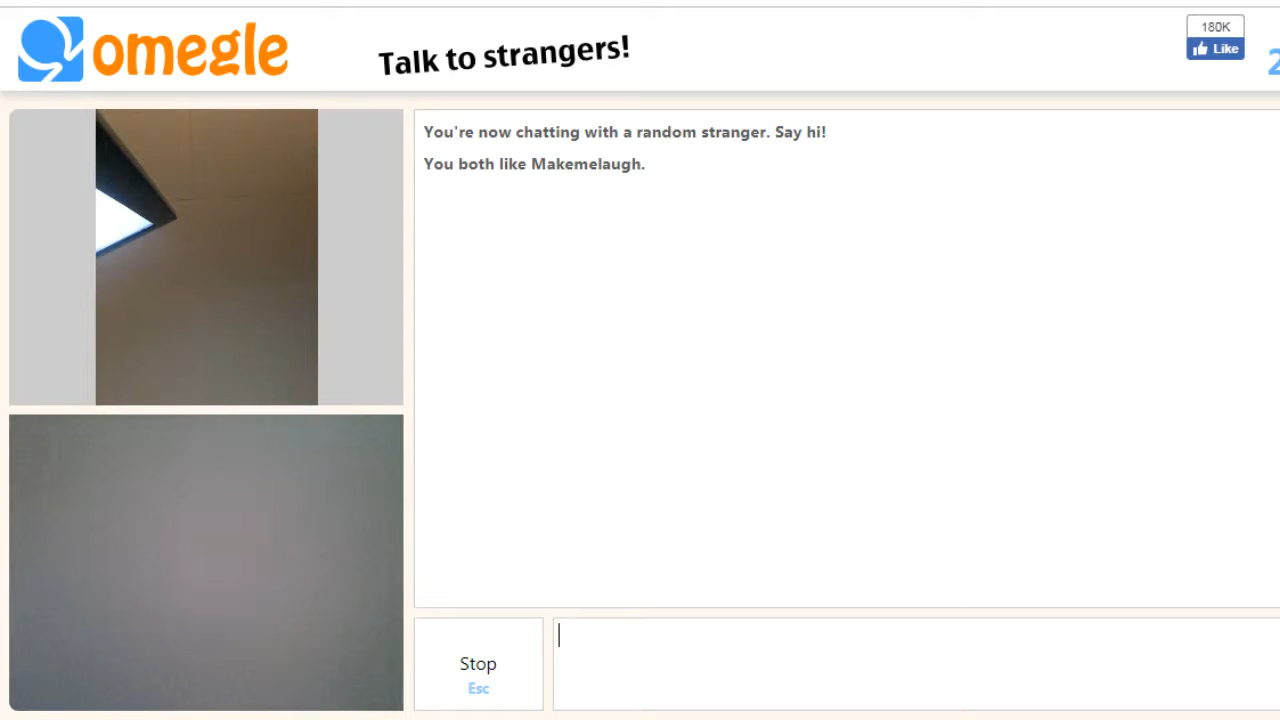 omegle
Talk to strangers!
180K
Like
2
You're now chatting with a random stranger. Say hi!
You both like Makemelaugh.
Stop
Esc